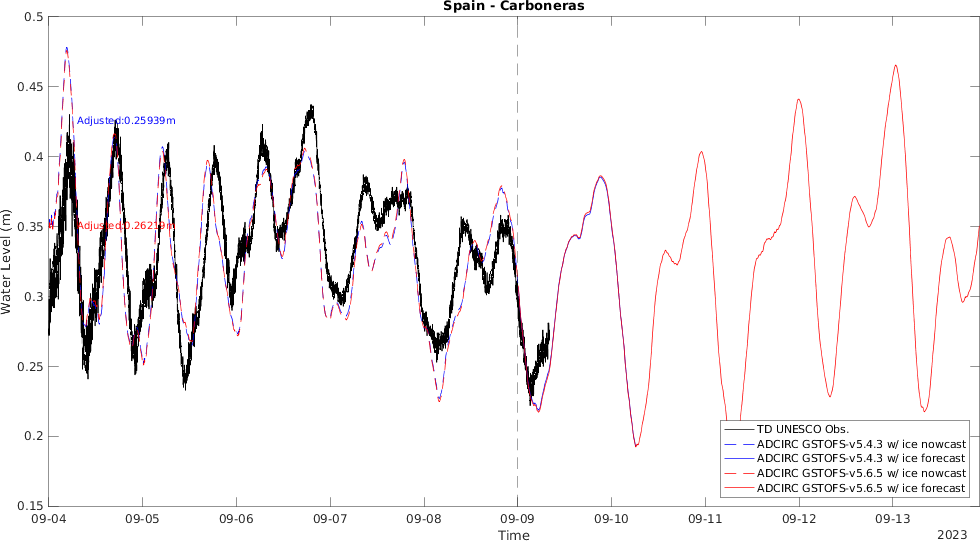 Spain - Carboneras
0.5
0.45
0.4
0.35
0.3
0.25
0.2
0.15
Water Level (m)
Adjusted:0.25939m
Adjusted:0.26219m
TD UNESCO Obs.
ADCIRC GSTOFS-v5.4.3 w/ ice nowcast
ADCIRC GSTOFS-v5.4.3 w/ ice forecast
ADCIRC GSTOFS-v5.6.5 w/ ice nowcast
ADCIRC GSTOFS-v5.6.5 w/ ice forecast
09-04 09-05 09-06 09-07 09-08 09-09 09-10 09-11 09-12 09-13
Time
2023